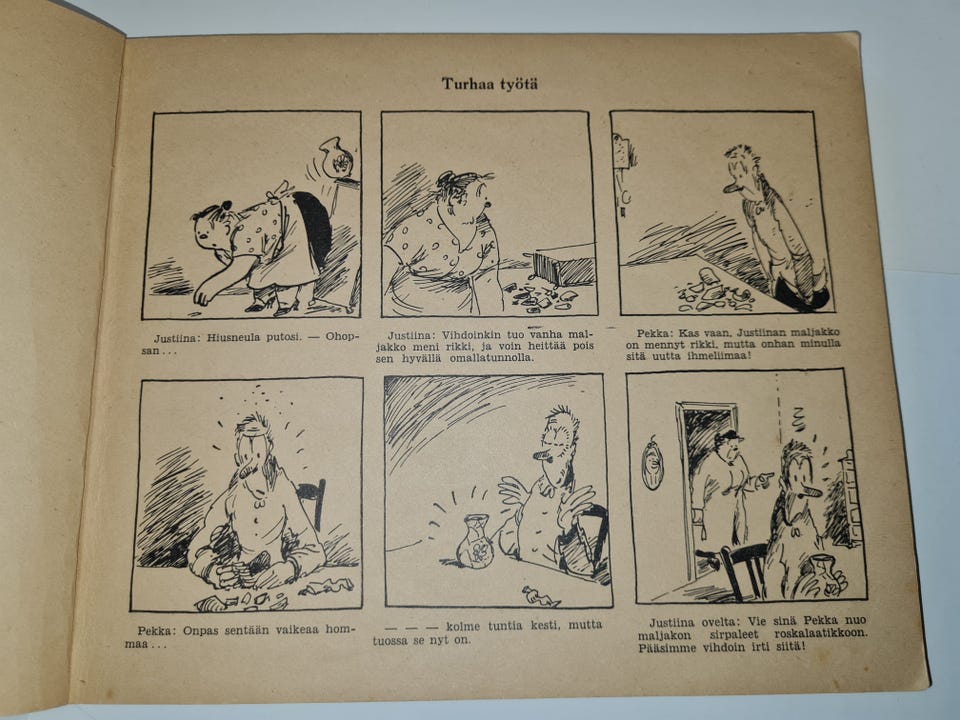 Turhaa työtä
Justiina: Hiusneula putosi. — Ohop-
san . . .
Justiina: Vihdoinkin tuo vanha mal-
jakko meni rikki, ja voin heittää pois
sen hyvällä omallatunnolla.
Pekka: Kas vaan, Justiinan maljakko
on mennyt rikki, mutta onhan minulla
sitä uutta ihmeliimaa!
Pekka: Onpas sentään vaikeaa hom-
maa . . .
— — — kolme tuntia kesti, mutta
tuossa se nyt on.
Justiina ovelta: Vie sinä Pekka nuo
maljakon sirpaleet roskalaatikkoon.
Pääsimme vihdoin irti siitä!